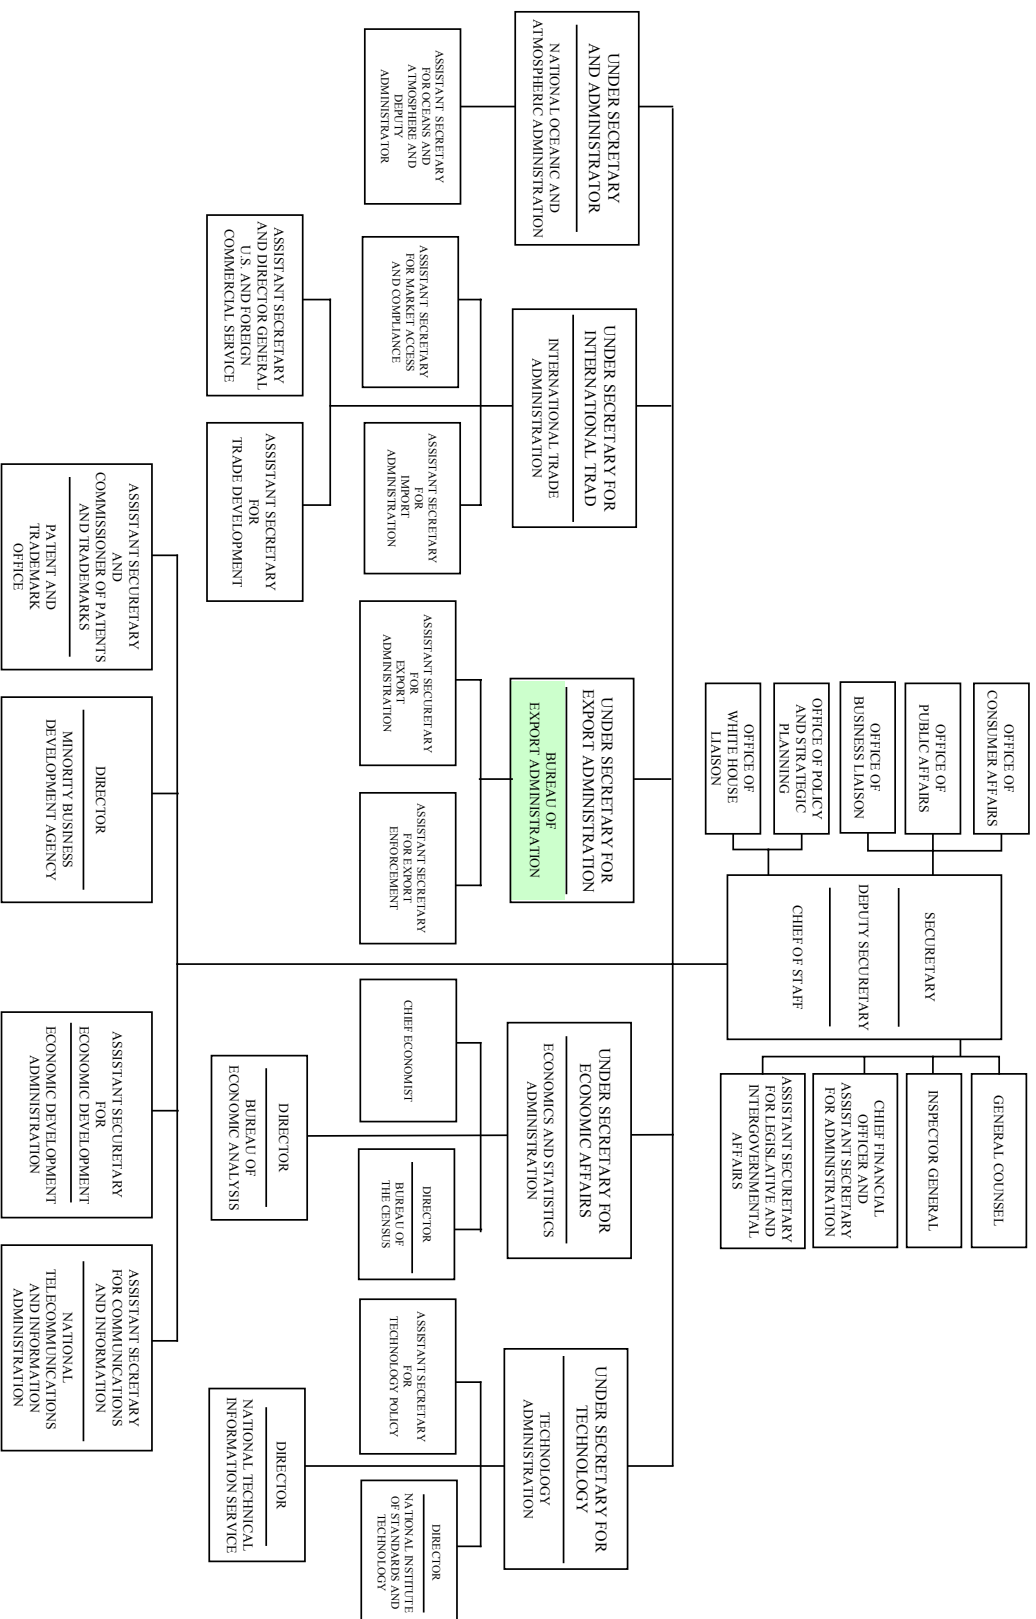 OFFICE OF
CONSUMER AFFAIRS
OFFICE OF
PUBLIC AFFAIRS
OFFICE OF
BUSINESS LIAISON
OFFICE OF POLICY
AND STRATEGIC
PLANNING
OFFICE OF
WHITE HOUSE
LIAISON
SECURETARY
DEPUTY SECURETARY
CHIEF OF STAFF
GENERAL COUNSEL
INSPECTOR GENERAL
CHIEF FINANCIAL
OFFICER AND
ASSISTANT SECRETARY
FOR ADMINISTRATION
ASSISTANT SECURETARY
FOR LEGISLATIVE AND
INTERGOVERNMENTAL
AFFAIRS
UNDER SECRETARY
AND ADMINISTRATOR
NATIONAL OCEANIC AND
ATMOSPHERIC ADMINISTRATION
UNDER SECRETARY FOR
INTERNATIONAL TRAD
INTERNATIONAL TRADE
ADMINISTRATION
UNDER SECRETARY FOR
EXPORT ADMINISTRATION
BUREAU OF
EXPORT ADMINISTRATION
UNDER SECRETARY FOR
ECONOMIC AFFAIRS
ECONOMICS AND STATISTICS
ADMINISTRATION
UNDER SECRETARY FOR
TECHNOLOGY
TECHNOLOGY
ADMINISTRATION
ASSISTANT SECRETARY
FOR OCEANS AND
ATMOSPHERE AND
DEPUTY
ADMINISTRATOR
ASSISTANT SECRETARY
FOR MARKET ACCESS
AND COMPLIANCE
ASSISTANT SECRETARY
FOR
IMPORT
ADMINISTRATION
ASSISTANT SECURETARY
FOR
EXPORT
ADMINISTRATION
ASSISTANT SECRETARY
FOR EXPORT
ENFORCEMENT
CHIEF ECONOMIST
DIRECTOR
BUREAU OF
THE CENSUS
ASSISTANT SECRETARY
FOR
TECHNOLOGY POLICY
DIRECTOR
NATIONAL INSTITUTE
OF STANDARDS AND
TECHNOLOGY
ASSISTANT SECRETARY
AND DIRECTOR GENERAL
U.S. AND FOREIGN
COMMERCIAL SERVICE
ASSISTANT SECRETARY
FOR
TRADE DEVELOPMENT
DIRECTOR
BUREAU OF
ECONOMIC ANALYSIS
DIRECTOR
NATIONAL TECHNICAL
INFORMATION SERVICE
ASSISTANT SECURETARY
AND
COMMISSIONER OF PATENTS
AND TRADEMARKS
PATENT AND
TRADEMARK
OFFICE
DIRECTOR
MINORITY BUSINESS
DEVELOPMENT AGENCY
ASSISTANT SECURETARY
FOR
ECONOMIC DEVELOPMENT
ECONOMIC DEVELOPMENT
ADMINISTRATION
ASSISTANT SECRETARY
FOR COMMUNICATIONS
AND INFORMATION
NATIONAL
TELECOMMUNICATIONS
AND INFORMATION
ADMINISTRATION